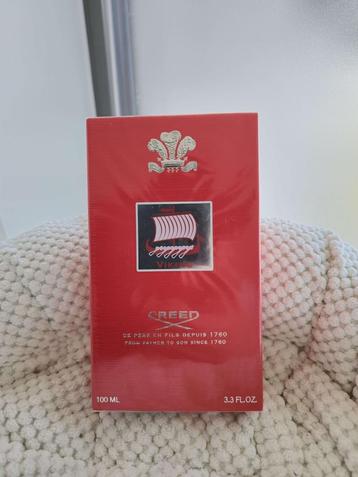 VIKING
CREED
DE PERE EN FILS DEPUIS 1760
FROM FATHER TO SON SINCE 1760
100 ML 3.3 FL.OZ.